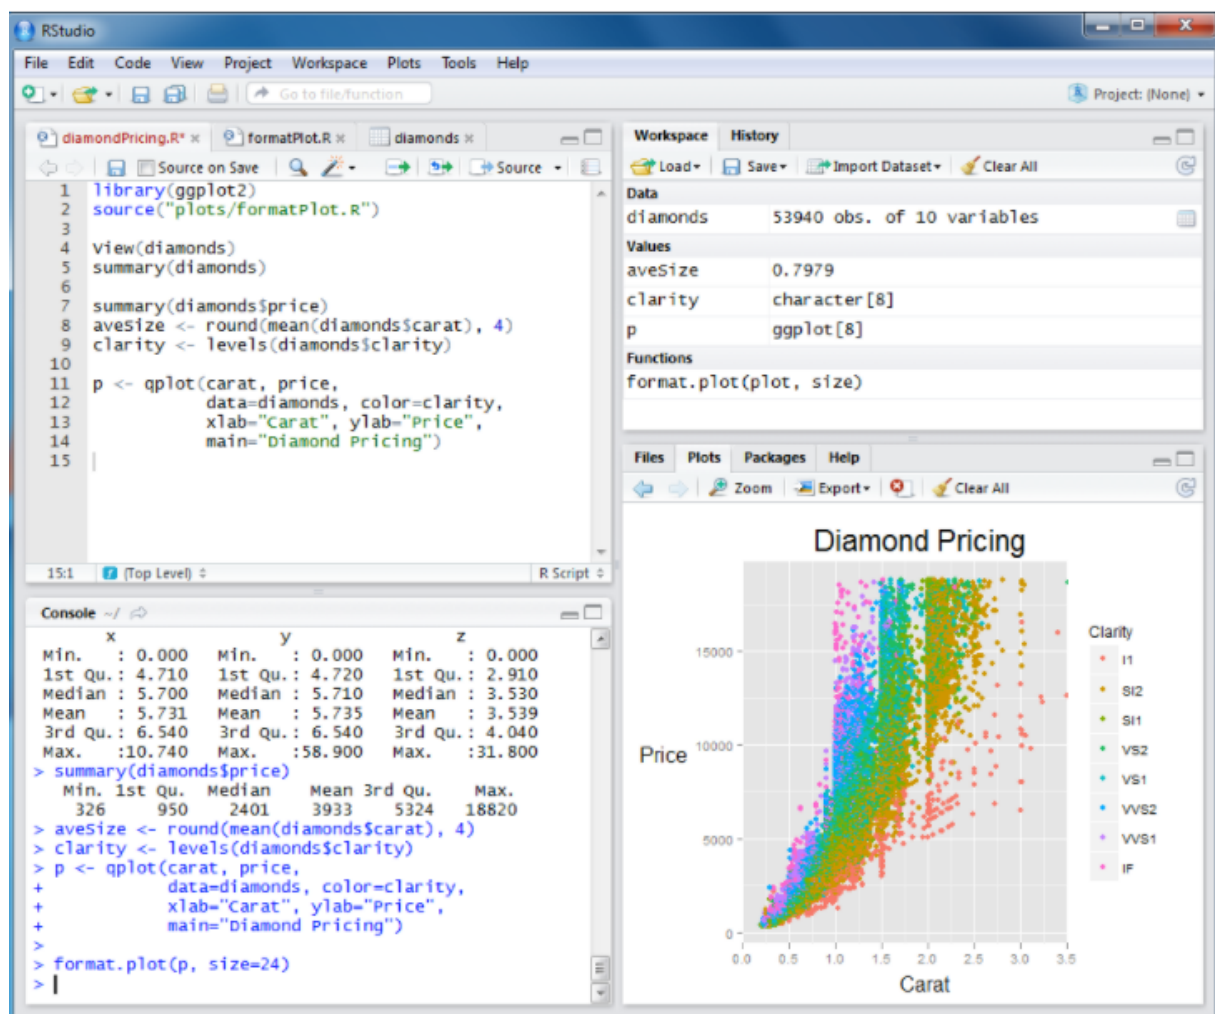 RStudio
File Edit Code View Project Workspace Plots Tools Help
Go to file/function
Project: (None)
diamondPricing.R* formatPlot.R diamonds
Source on Save Source
1 library(ggplot2)
2 source("plots/formatPlot.R")
3
4 View(diamonds)
5 summary(diamonds)
6
7 summary(diamonds$price)
8 aveSize <- round(mean(diamonds$carat), 4)
9 clarity <- levels(diamonds$clarity)
10
11 p <- qplot(carat, price,
12 data=diamonds, color=clarity,
13 xlab="Carat", ylab="Price",
14 main="Diamond Pricing")
15
15:1 (Top Level) R Script
Console ~/
x y z
Min. : 0.000 Min. : 0.000 Min. : 0.000
1st Qu.: 4.710 1st Qu.: 4.720 1st Qu.: 2.910
Median : 5.700 Median : 5.710 Median : 3.530
Mean : 5.731 Mean : 5.735 Mean : 3.539
3rd Qu.: 6.540 3rd Qu.: 6.540 3rd Qu.: 4.040
Max. :10.740 Max. :58.900 Max. :31.800
> summary(diamonds$price)
Min. 1st Qu. Median Mean 3rd Qu. Max.
326 950 2401 3933 5324 18820
> aveSize <- round(mean(diamonds$carat), 4)
> clarity <- levels(diamonds$clarity)
> p <- qplot(carat, price,
+ data=diamonds, color=clarity,
+ xlab="Carat", ylab="Price",
+ main="Diamond Pricing")
>
> format.plot(p, size=24)
>
Workspace History
Load Save Import Dataset Clear All
Data
diamonds 53940 obs. of 10 variables
Values
aveSize 0.7979
clarity character[8]
p ggplot[8]
Functions
format.plot(plot, size)
Files Plots Packages Help
Zoom Export Clear All
Diamond Pricing
Price
15000
10000
5000
0
0.0 0.5 1.0 1.5 2.0 2.5 3.0 3.5
Carat
Clarity
I1
SI2
SI1
VS2
VS1
VVS2
VVS1
IF